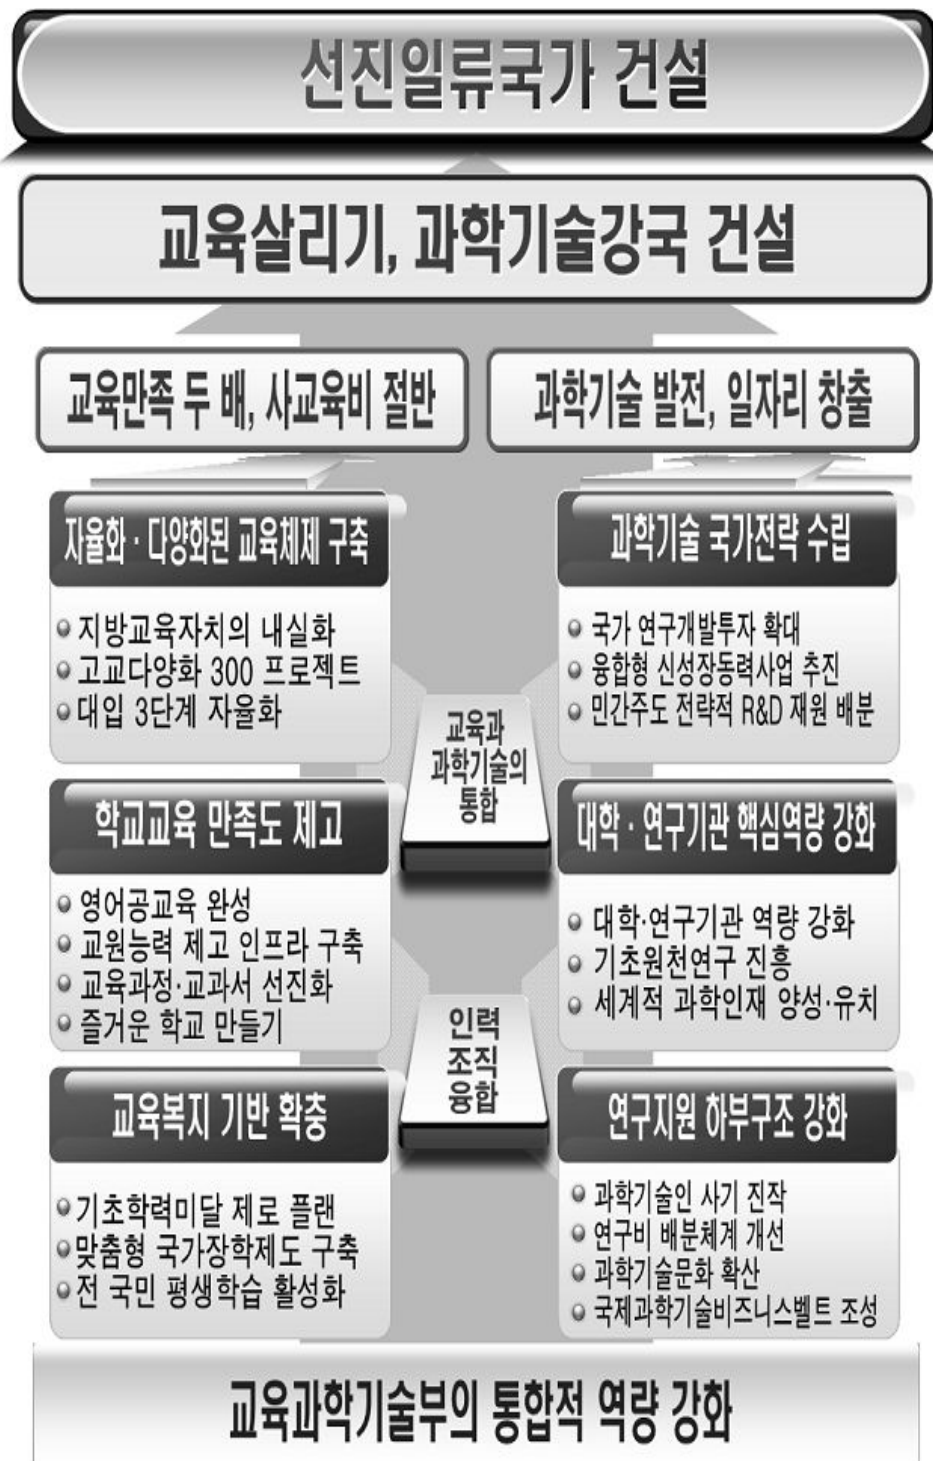 선진일류국가 건설
교육살리기, 과학기술강국 건설
교육만족 두 배, 사교육비 절반
과학기술 발전, 일자리 창출
자율화·다양화된 교육체제 구축
지방교육자치의 내실화
고교다양화 300 프로젝트
대입 3단계 자율화
학교교육 만족도 제고
영어공교육 완성
교원능력 제고 인프라 구축
교육과정·교과서 선진화
즐거운 학교 만들기
교육복지 기반 확충
기초학력미달 제로 플랜
맞춤형 국가장학제도 구축
전 국민 평생학습 활성화
교육과
과학기술의
통합
인력
조직
융합
과학기술 국가전략 수립
국가 연구개발투자 확대
융합형 신성장동력사업 추진
민간주도 전략적 R&D 재원 배분
대학·연구기관 핵심역량 강화
대학·연구기관 역량 강화
기초원천연구 진흥
세계적 과학인재 양성·유치
연구지원 하부구조 강화
과학기술인 사기 진작
연구비 배분체계 개선
과학기술문화 확산
국제과학기술비즈니스벨트 조성
교육과학기술부의 통합적 역량 강화